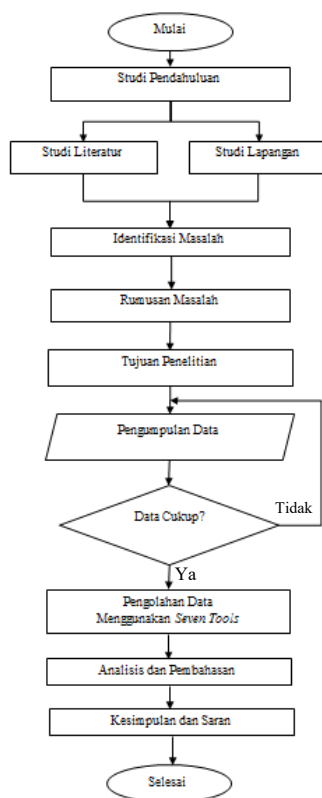 Mulai
Studi Pendahuluan
Studi Literatur
Studi Lapangan
Identifikasi Masalah
Rumusan Masalah
Tujuan Penelitian
Pengumpulan Data
Data Cukup?
Tidak
Ya
Pengolahan Data
Menggunakan Seven Tools
Analisis dan Pembahasan
Kesimpulan dan Saran
Selesai